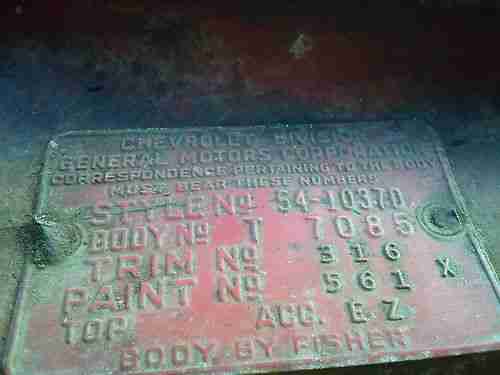 CHEVROLET DIVISION
GENERAL MOTORS CORPORATION
CORRESPONDENCE PERTAINING TO THE BODY
MUST BEAR THESE NUMBERS
STYLE No 54-1037D
BODY No T 7085
TRIM No 316
PAINT No 561 X
TOP ACC. E Z
BODY BY FISHER